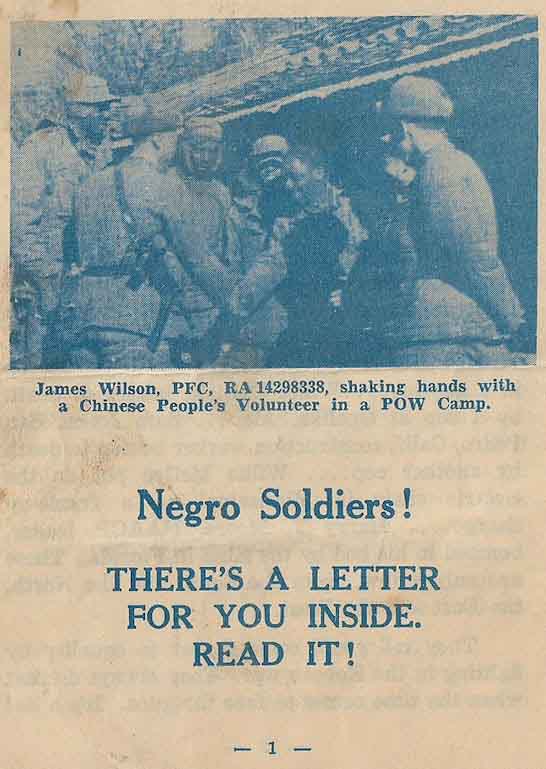 James Wilson, PFC, RA 14298338, shaking hands with
a Chinese People's Volunteer in a POW Camp.
Negro Soldiers!
THERE'S A LETTER
FOR YOU INSIDE.
READ IT!
— 1 —